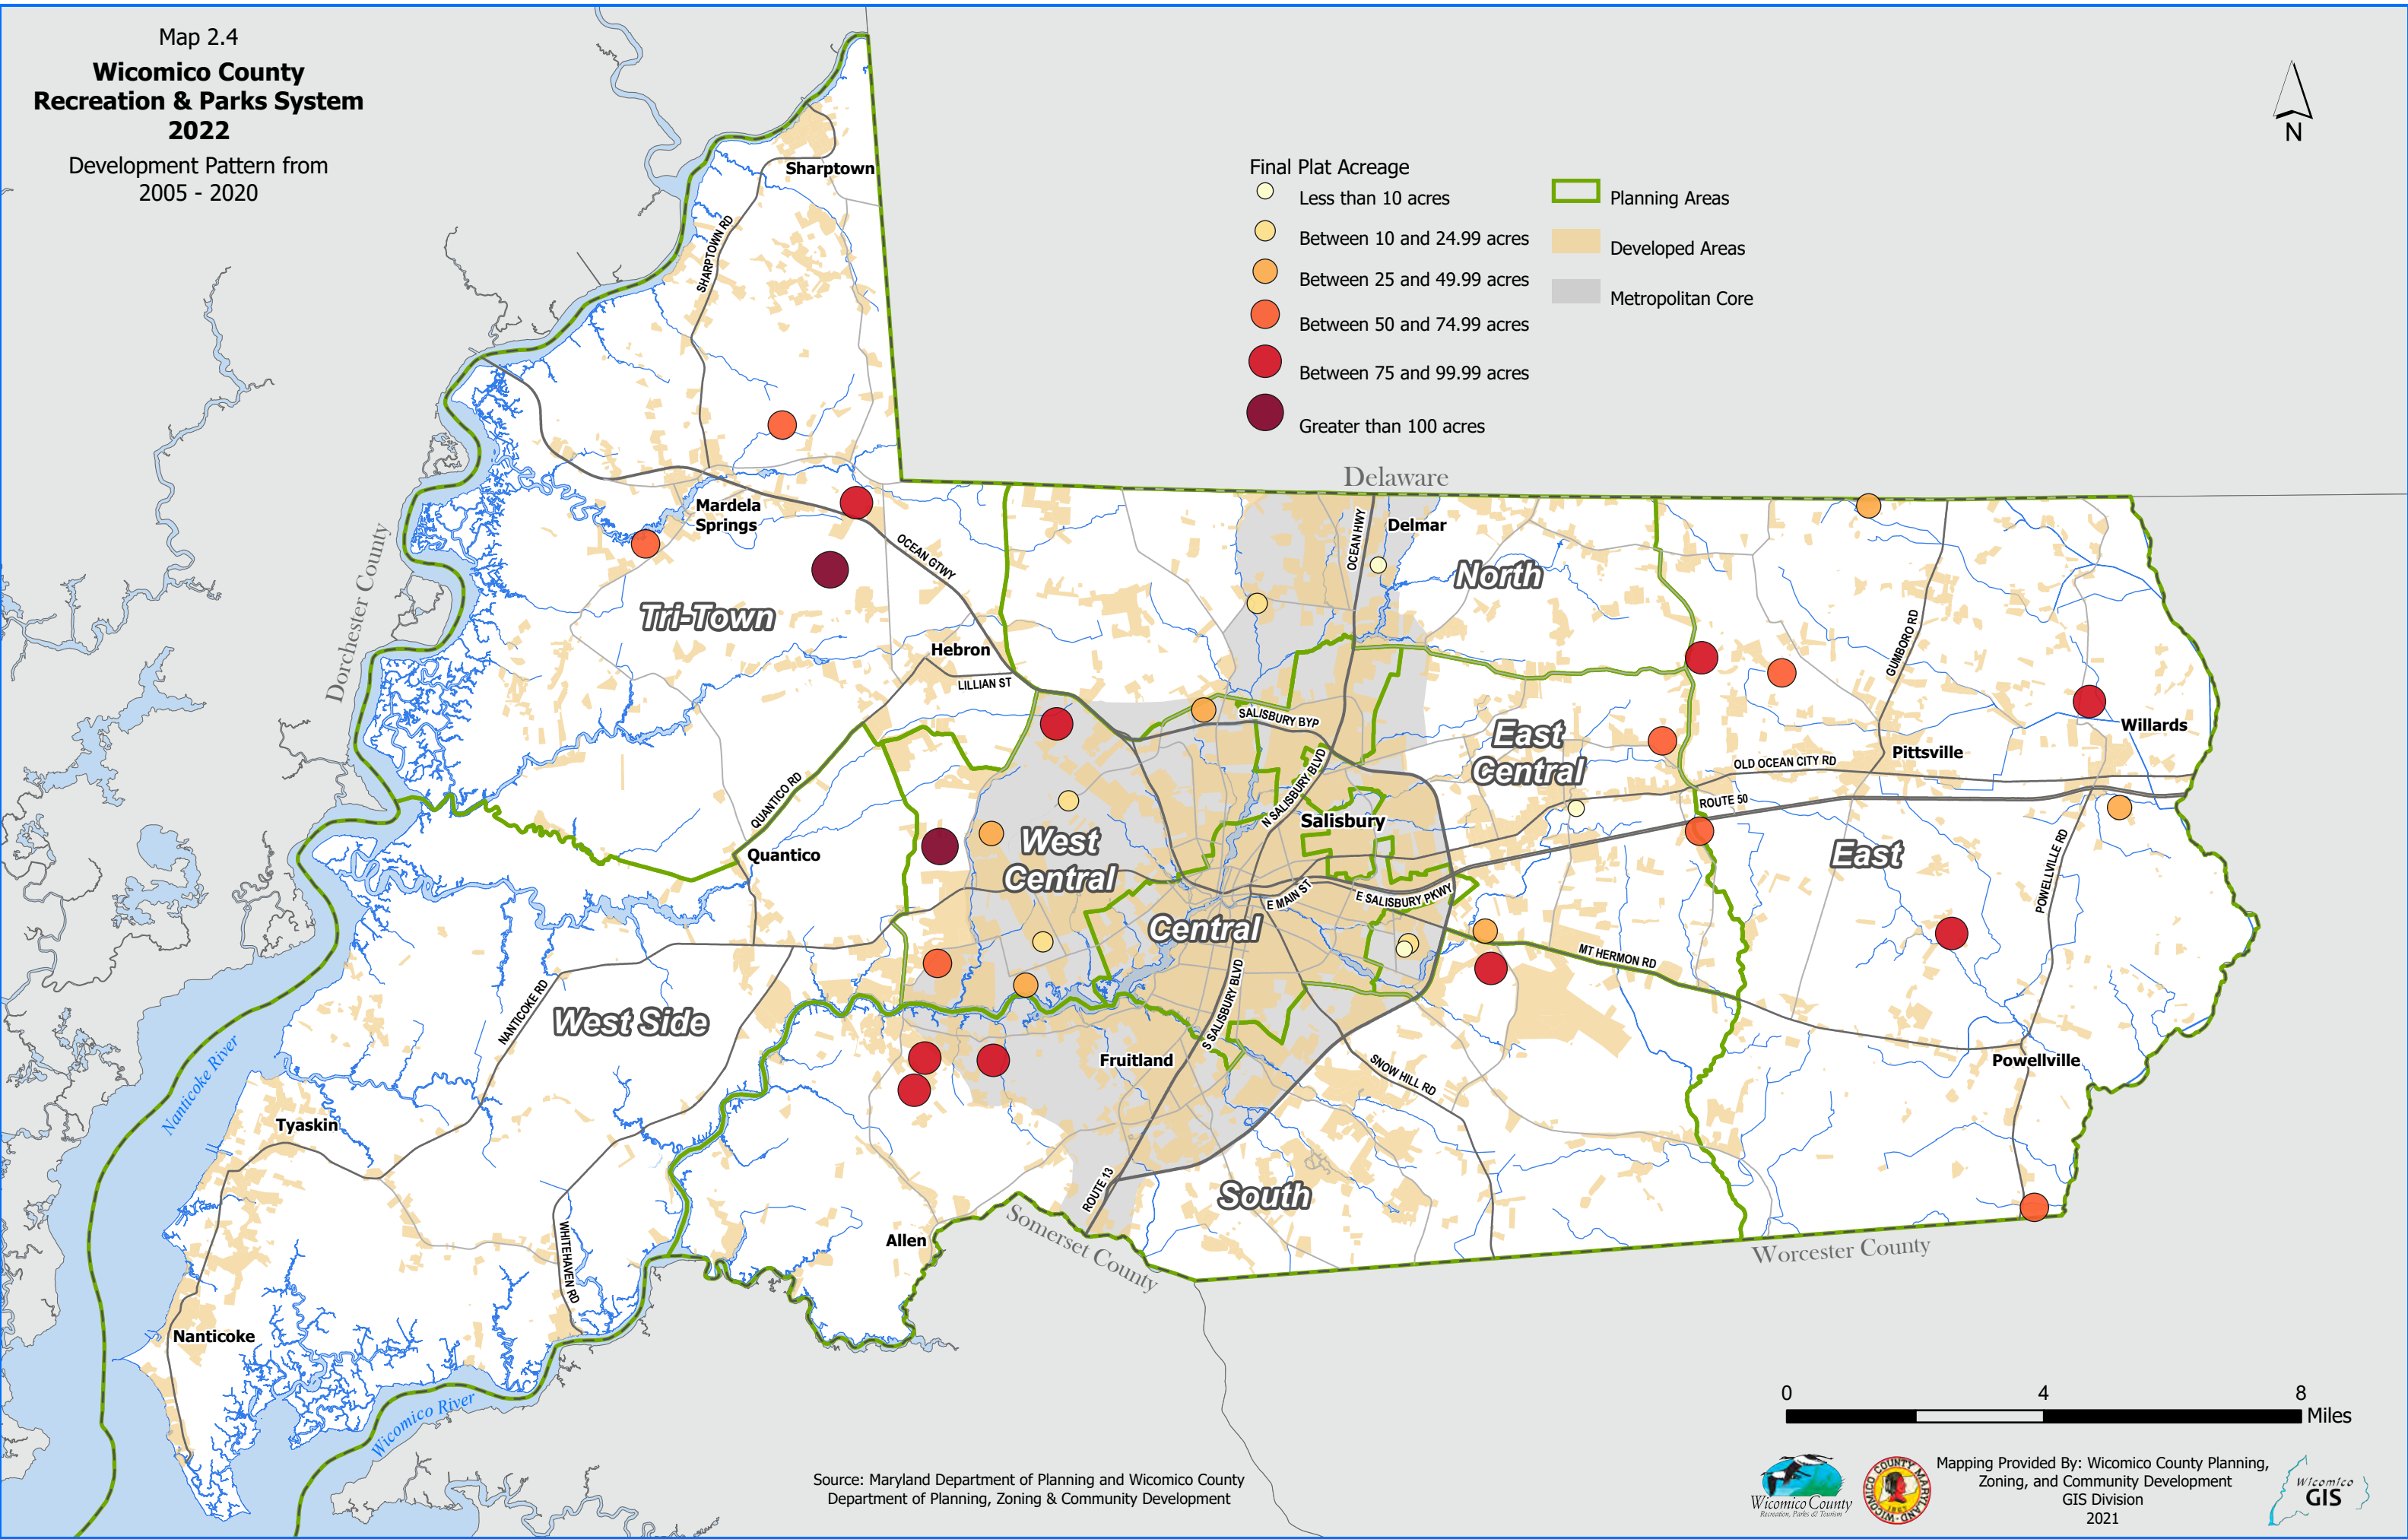 Map 2.4
Wicomico County
Recreation & Parks System
2022
Development Pattern from
2005 - 2020
N
Final Plat Acreage
Less than 10 acres
Between 10 and 24.99 acres
Between 25 and 49.99 acres
Between 50 and 74.99 acres
Between 75 and 99.99 acres
Greater than 100 acres
Planning Areas
Developed Areas
Metropolitan Core
Sharptown
SHARPTOWN RD
Delaware
Mardela
Springs
Delmar
OCEAN HWY
OCEAN GTWY
North
Dorchester County
Tri-Town
GUMBORO RD
Hebron
LILLIAN ST
SALISBURY BYP
Willards
East
Central
Pittsville
OLD OCEAN CITY RD
N SALISBURY BLVD
QUANTICO RD
ROUTE 50
Salisbury
West
Central
Quantico
East
POWELLVILLE RD
E MAIN ST
E SALISBURY PKWY
Central
MT HERMON RD
NANTICOKE RD
West Side
S SALISBURY BLVD
Fruitland
SNOW HILL RD
Powellville
Nanticoke River
Tyaskin
ROUTE 13
South
WHITEHAVEN RD
Allen
Somerset County
Worcester County
Nanticoke
Wicomico River
0 4 8
Miles
Source: Maryland Department of Planning and Wicomico County
Department of Planning, Zoning & Community Development
Wicomico County
Recreation, Parks & Tourism
WICOMICO COUNTY MARYLAND
1867
Mapping Provided By: Wicomico County Planning,
Zoning, and Community Development
GIS Division
2021
Wicomico
GIS